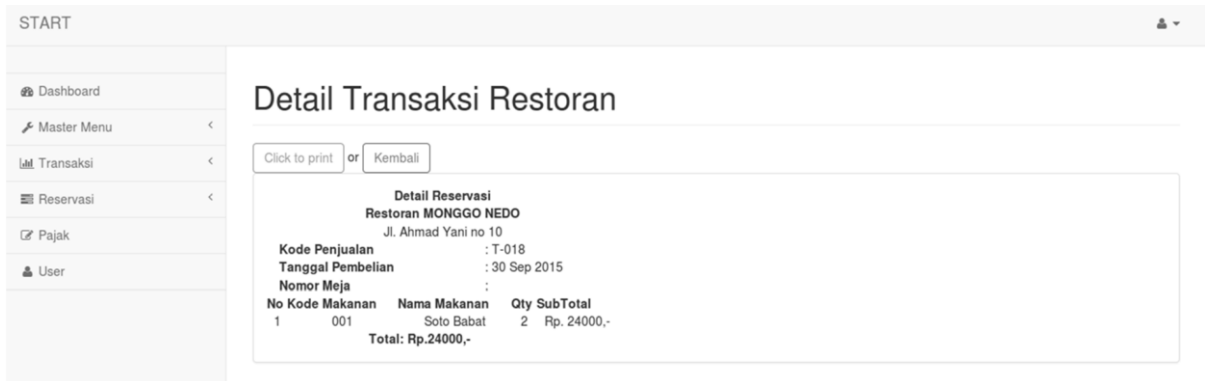 START
Dashboard
Master Menu
Transaksi
Reservasi
Pajak
User
Detail Transaksi Restoran
Click to print or Kembali
Detail Reservasi
Restoran MONGGO NEDO
Jl. Ahmad Yani no 10
Kode Penjualan : T-018
Tanggal Pembelian : 30 Sep 2015
Nomor Meja :
No Kode Makanan Nama Makanan Qty SubTotal
1 001 Soto Babat 2 Rp. 24000,-
Total: Rp.24000,-